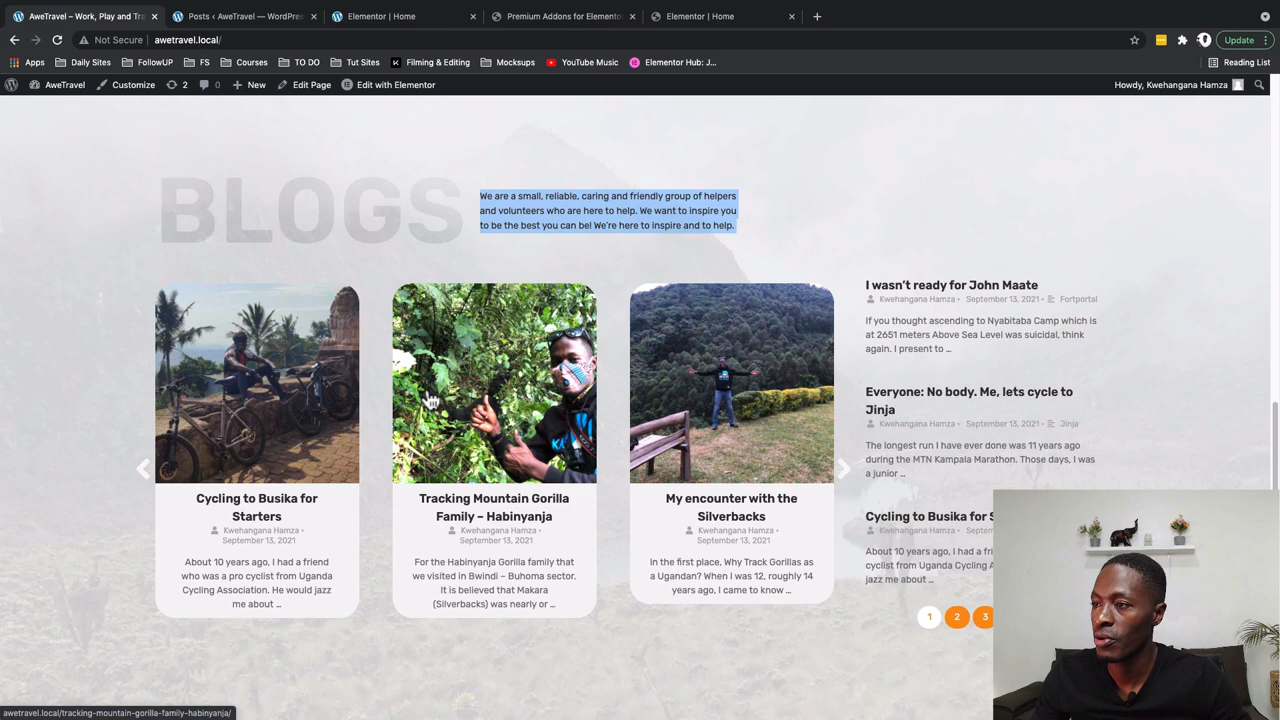 AweTravel – Work, Play and Tra
Posts ‹ AweTravel — WordPres
Elementor | Home
Premium Addons for Elemento
Elementor | Home
Not Secure
awetravel.local/
Update
Apps
Daily Sites
FollowUP
FS
Courses
TO DO
Tut Sites
Filming & Editing
Mocksups
YouTube Music
Elementor Hub: J...
Reading List
AweTravel
Customize
2
0
New
Edit Page
Edit with Elementor
Howdy, Kwehangana Hamza
BLOGS
We are a small, reliable, caring and friendly group of helpers
and volunteers who are here to help. We want to inspire you
to be the best you can be! We're here to inspire and to help.
Cycling to Busika for
Starters
Kwehangana Hamza •
September 13, 2021
About 10 years ago, I had a friend
who was a pro cyclist from Uganda
Cycling Association. He would jazz
me about …
Tracking Mountain Gorilla
Family – Habinyanja
Kwehangana Hamza •
September 13, 2021
For the Habinyanja Gorilla family that
we visited in Bwindi – Buhoma sector.
It is believed that Makara
(Silverbacks) was nearly or …
My encounter with the
Silverbacks
Kwehangana Hamza •
September 13, 2021
In the first place, Why Track Gorillas as
a Ugandan? When I was 12, roughly 14
years ago, I came to know …
I wasn't ready for John Maate
Kwehangana Hamza • September 13, 2021 • Fortportal
If you thought ascending to Nyabitaba Camp which is
at 2651 meters Above Sea Level was suicidal, think
again. I present to …
Everyone: No body. Me, lets cycle to
Jinja
Kwehangana Hamza • September 13, 2021 • Jinja
The longest run I have ever done was 11 years ago
during the MTN Kampala Marathon. Those days, I was
a junior …
Cycling to Busika for S
Kwehangana Hamza • September 13
About 10 years ago, I had a fri
cyclist from Uganda Cycling A
jazz me about …
1 2 3
awetravel.local/tracking-mountain-gorilla-family-habinyanja/